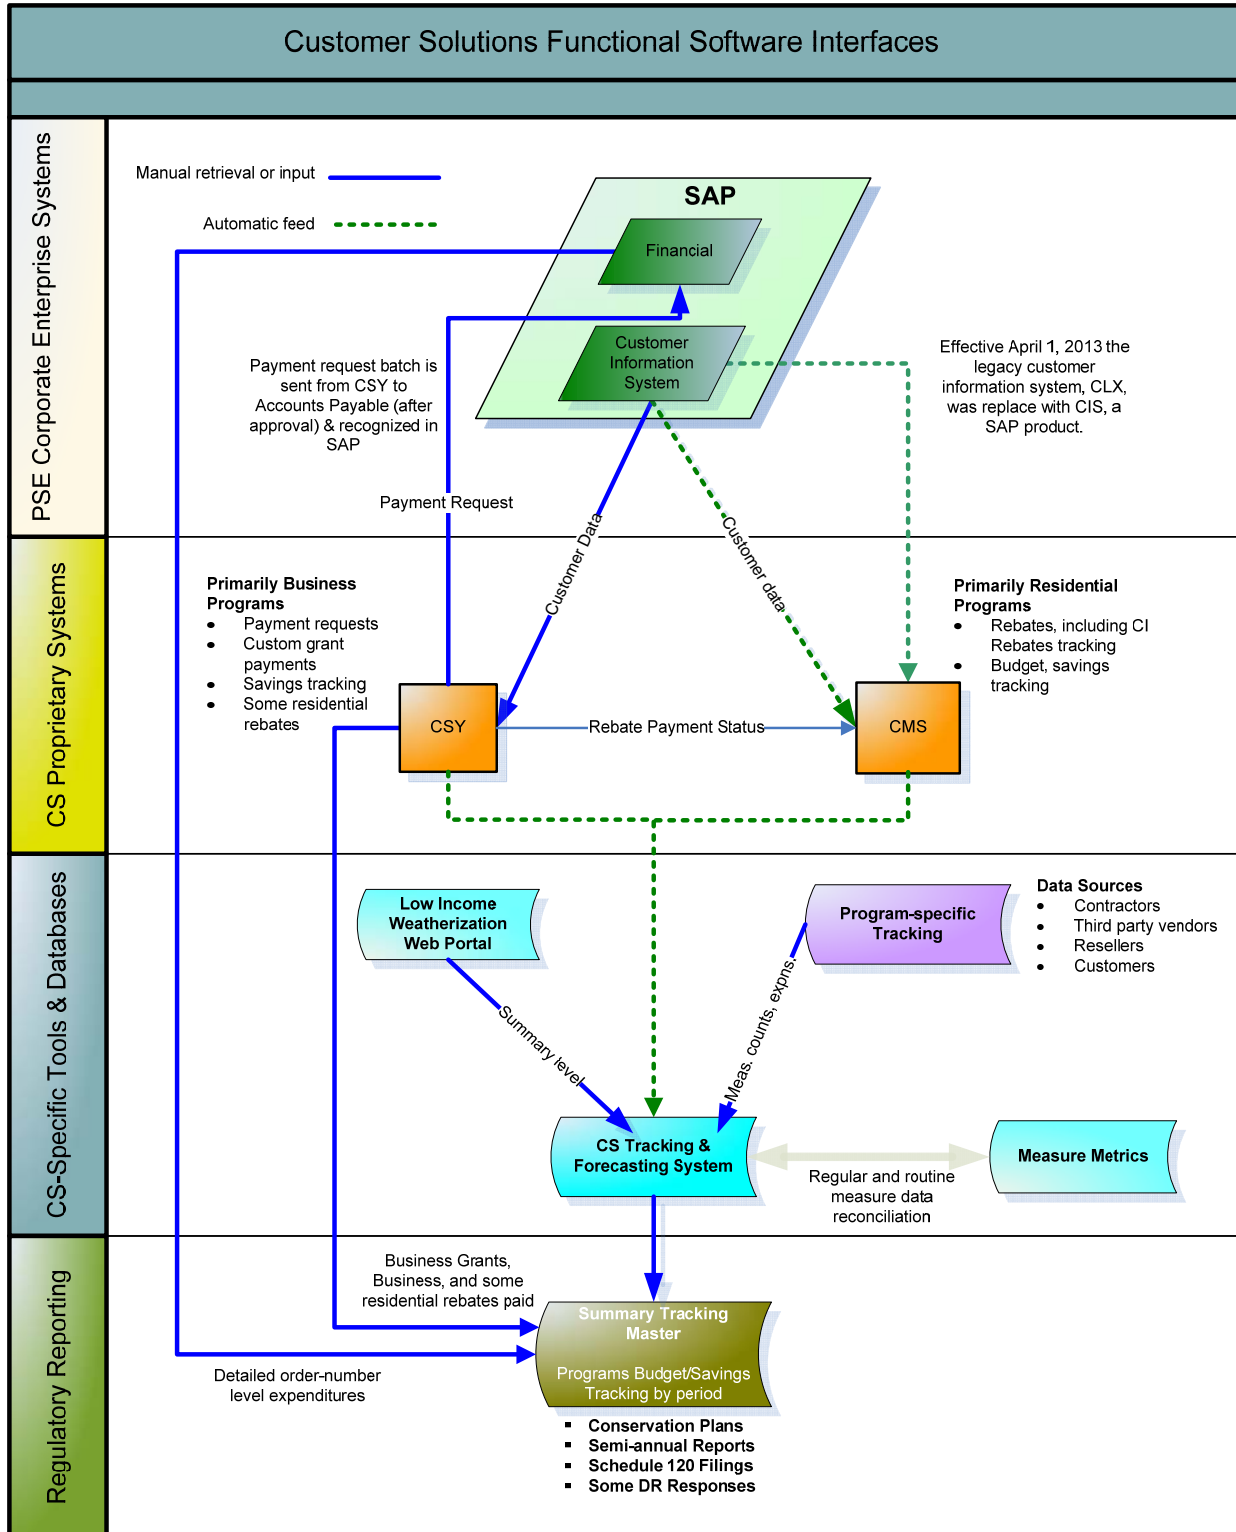 Customer Solutions Functional Software Interfaces
PSE Corporate Enterprise Systems
Manual retrieval or input
Automatic feed
SAP
Financial
Customer
Information
System
Payment request batch is
sent from CSY to
Accounts Payable (after
approval) & recognized in
SAP
Effective April 1, 2013 the
legacy customer
information system, CLX,
was replace with CIS, a
SAP product.
Payment Request
Customer Data
Customer data
CS Proprietary Systems
Primarily Business
Programs
• Payment requests
• Custom grant
payments
• Savings tracking
• Some residential
rebates
Primarily Residential
Programs
• Rebates, including CI
Rebates tracking
• Budget, savings
tracking
CSY
Rebate Payment Status
CMS
CS-Specific Tools & Databases
Low Income
Weatherization
Web Portal
Program-specific
Tracking
Data Sources
• Contractors
• Third party vendors
• Resellers
• Customers
Summary level
Meas. counts, expns.
CS Tracking &
Forecasting System
Regular and routine
measure data
reconciliation
Measure Metrics
Regulatory Reporting
Business Grants,
Business, and some
residential rebates paid
Detailed order-number
level expenditures
Summary Tracking
Master
Programs Budget/Savings
Tracking by period
▪ Conservation Plans
▪ Semi-annual Reports
▪ Schedule 120 Filings
▪ Some DR Responses